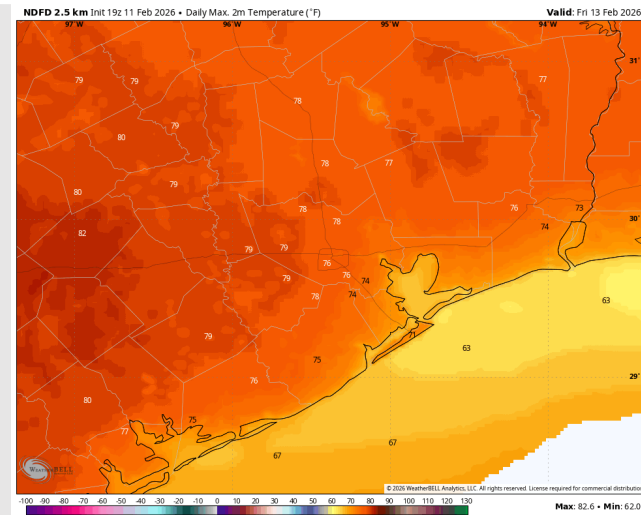 NDFD 2.5 km Init 19z 11 Feb 2026 • Daily Max. 2m Temperature (°F) Valid: Fri 13 Feb 2026
97°W 96°W 95°W 94°W
31°
79 79 77
78
79
80
78 77
79
80
78 76 73
78 74 30°
82
79 79
76
79 76 74
78 74
63
71
79 63
75
29°
76
80
75
77
67
67
WeatherBELL
© 2026 WeatherBELL Analytics, LLC. All rights reserved. License required for commercial distributio
-100 -90 -80 -70 -60 -50 -40 -30 -20 -10 0 10 20 30 40 50 60 70 80 90 100 110 120 130
Max: 82.6 • Min: 62.0